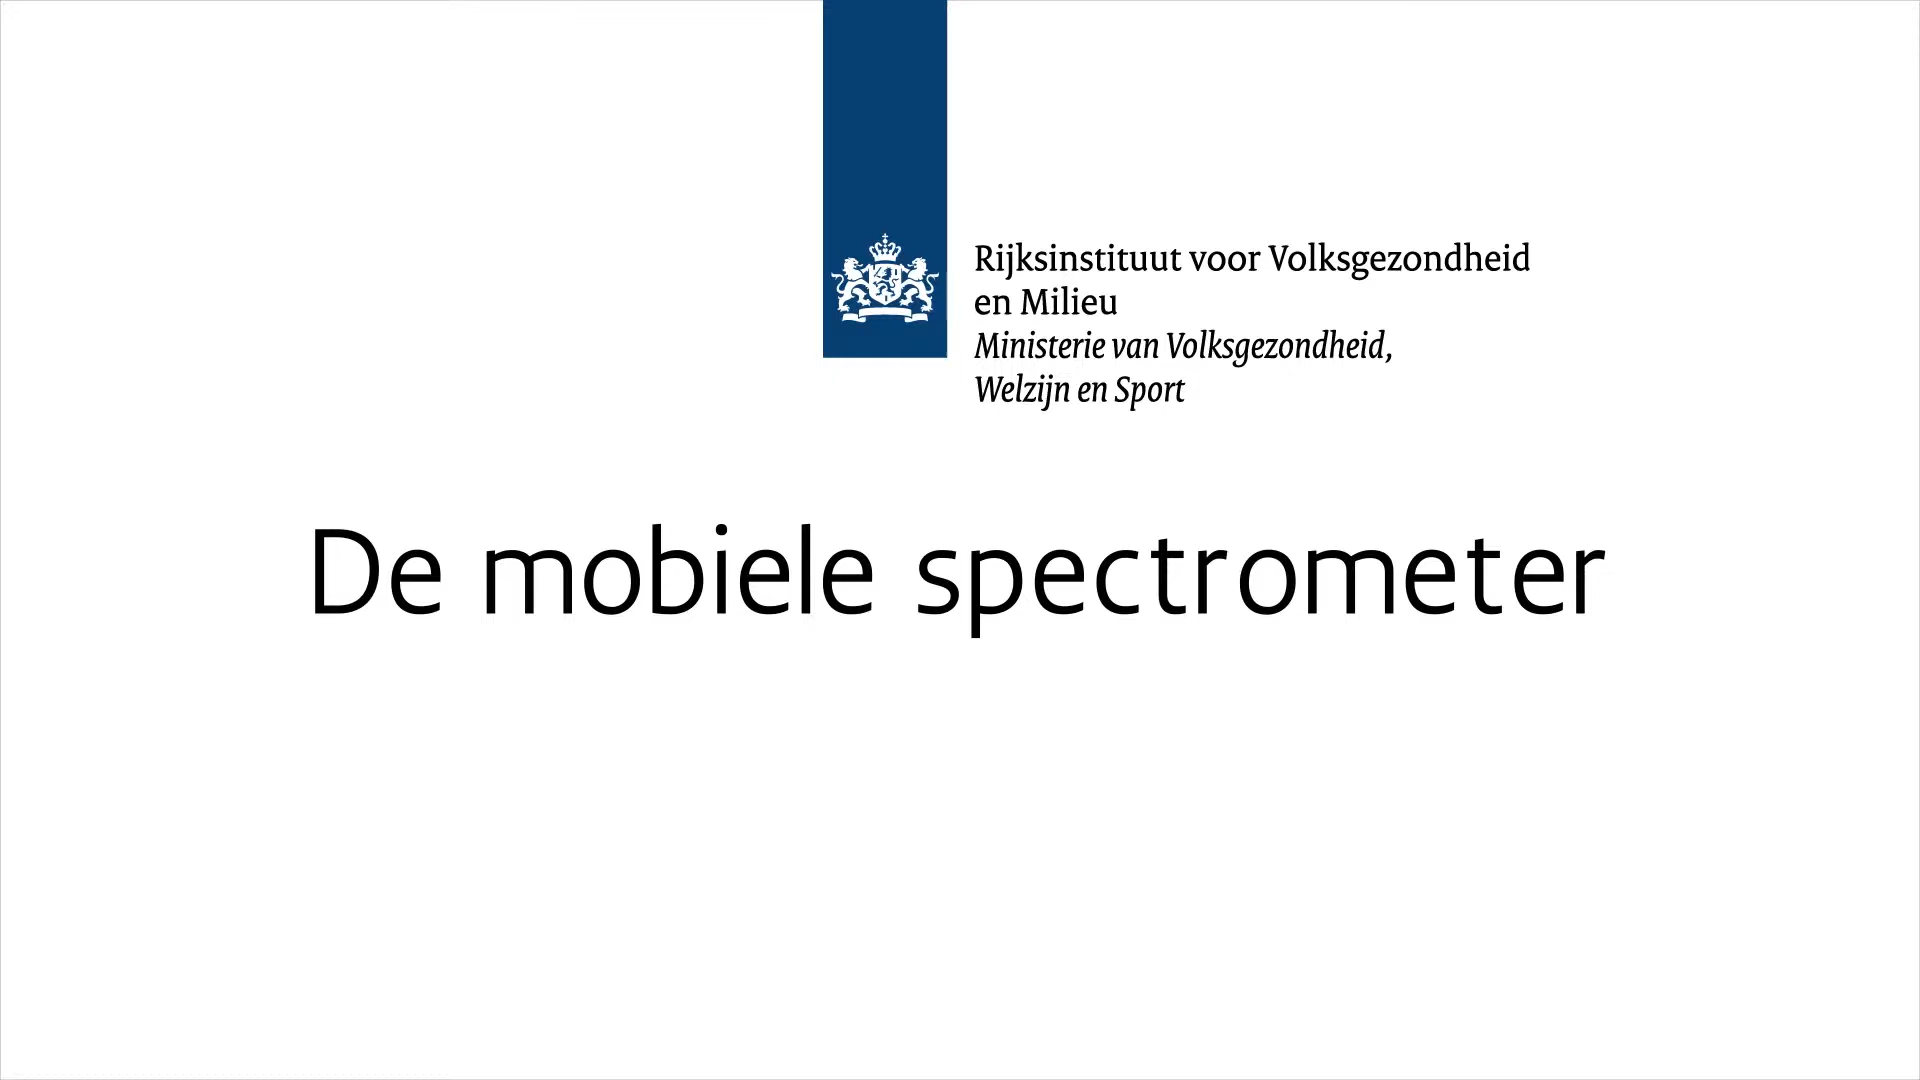 Rijksinstituut voor Volksgezondheid
en Milieu
Ministerie van Volksgezondheid,
Welzijn en Sport
De mobiele spectrometer